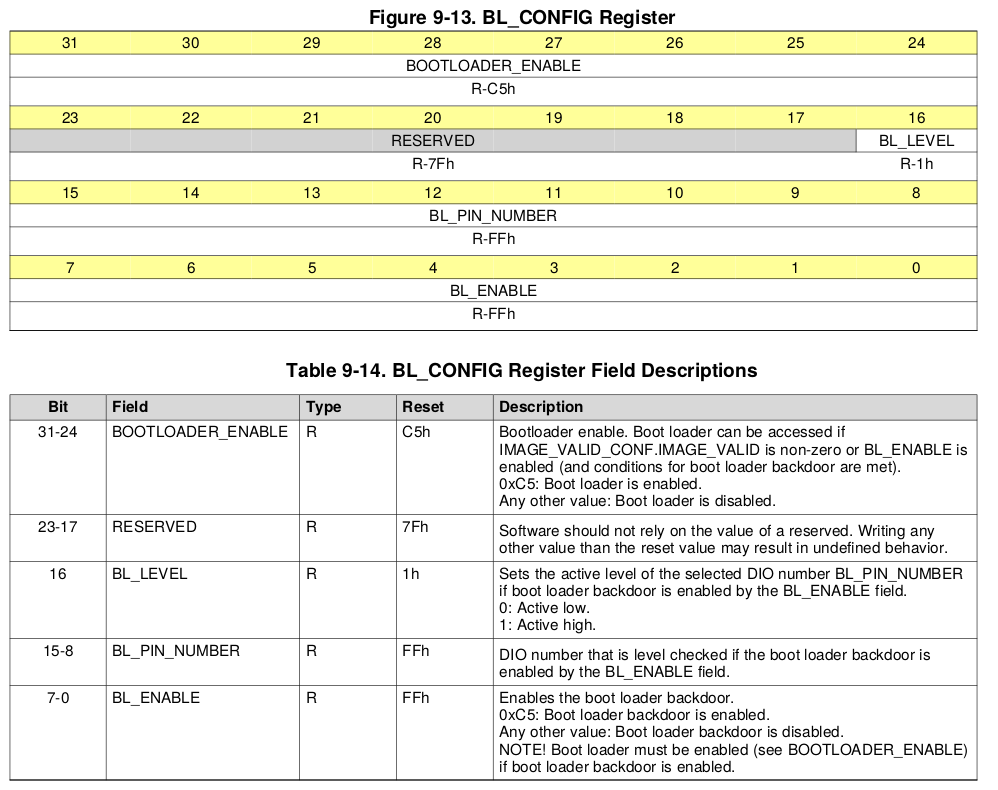 Figure 9-13. BL_CONFIG Register
31 30 29 28 27 26 25 24
BOOTLOADER_ENABLE
R-C5h
23 22 21 20 19 18 17 16
RESERVED BL_LEVEL
R-7Fh R-1h
15 14 13 12 11 10 9 8
BL_PIN_NUMBER
R-FFh
7 6 5 4 3 2 1 0
BL_ENABLE
R-FFh
Table 9-14. BL_CONFIG Register Field Descriptions
Bit Field Type Reset Description
31-24 BOOTLOADER_ENABLE R C5h Bootloader enable. Boot loader can be accessed if
IMAGE_VALID_CONF.IMAGE_VALID is non-zero or BL_ENABLE is
enabled (and conditions for boot loader backdoor are met).
0xC5: Boot loader is enabled.
Any other value: Boot loader is disabled.
23-17 RESERVED R 7Fh Software should not rely on the value of a reserved. Writing any
other value than the reset value may result in undefined behavior.
16 BL_LEVEL R 1h Sets the active level of the selected DIO number BL_PIN_NUMBER
if boot loader backdoor is enabled by the BL_ENABLE field.
0: Active low.
1: Active high.
15-8 BL_PIN_NUMBER R FFh DIO number that is level checked if the boot loader backdoor is
enabled by the BL_ENABLE field.
7-0 BL_ENABLE R FFh Enables the boot loader backdoor.
0xC5: Boot loader backdoor is enabled.
Any other value: Boot loader backdoor is disabled.
NOTE! Boot loader must be enabled (see BOOTLOADER_ENABLE)
if boot loader backdoor is enabled.